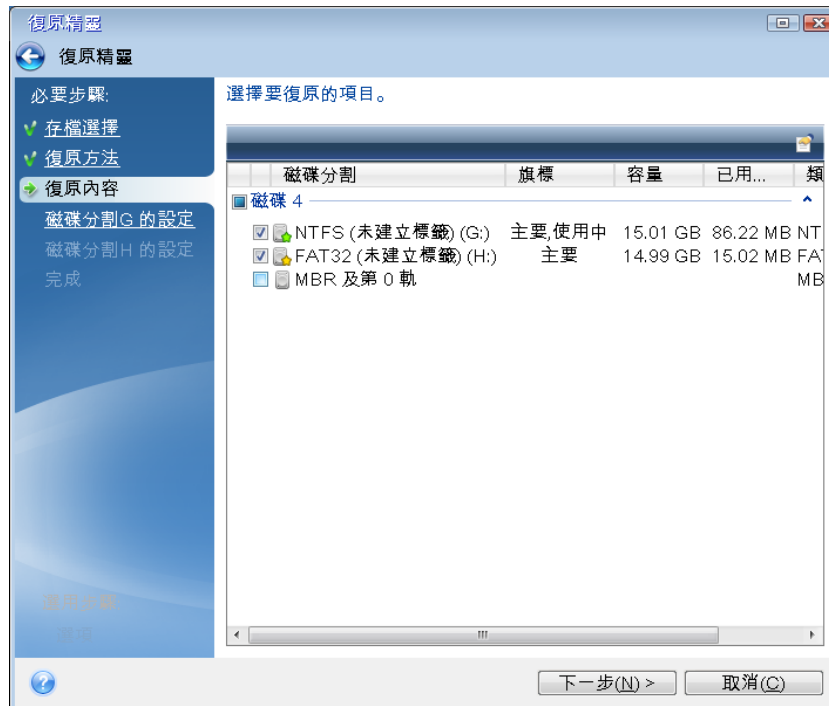 復原精靈
復原精靈
必要步驟:
存檔選擇
復原方法
復原內容
磁碟分割G 的設定
磁碟分割H 的設定
完成
選擇要復原的項目。
磁碟分割 旗標 容量 已用... 類
磁碟 4
NTFS (未建立標籤) (G:) 主要,使用中 15.01 GB 86.22 MB NT
FAT32 (未建立標籤) (H:) 主要 14.99 GB 15.02 MB FA
MBR 及第 0 軌 MB
下一步(N) >
取消(C)